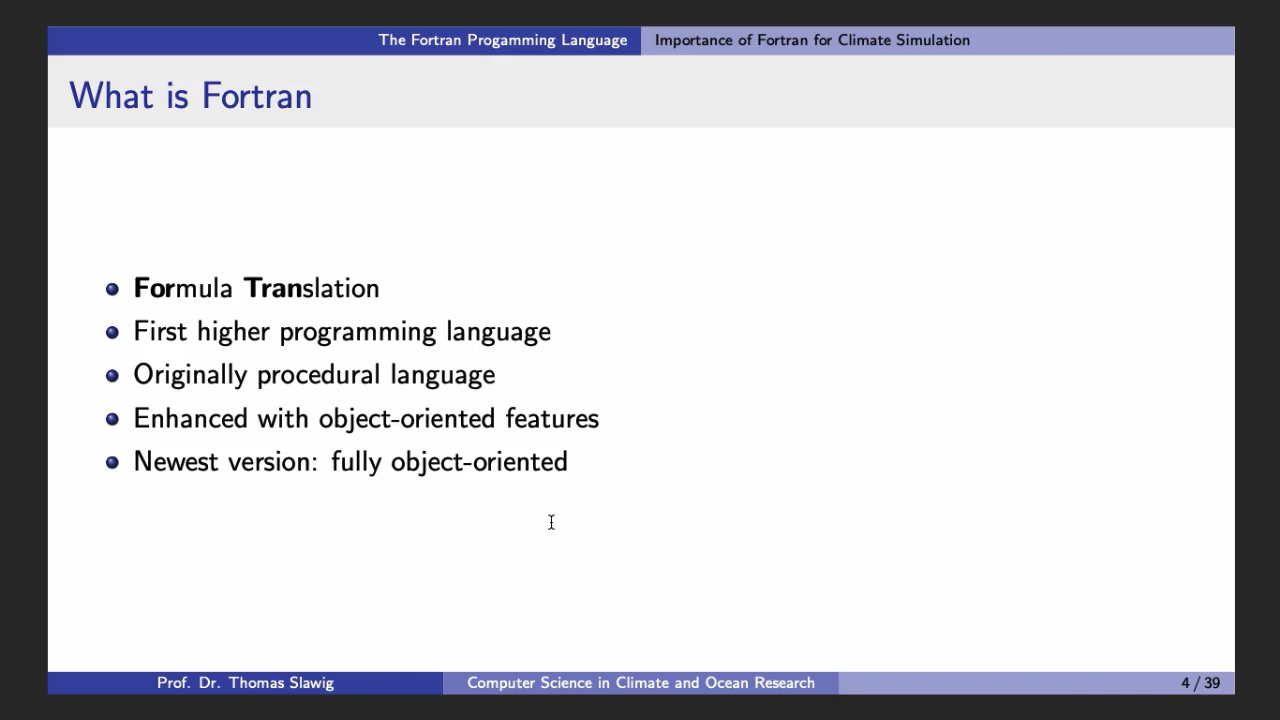 The Fortran Progamming Language
Importance of Fortran for Climate Simulation
What is Fortran
Formula Translation
First higher programming language
Originally procedural language
Enhanced with object-oriented features
Newest version: fully object-oriented
Prof. Dr. Thomas Slawig
Computer Science in Climate and Ocean Research
4 / 39